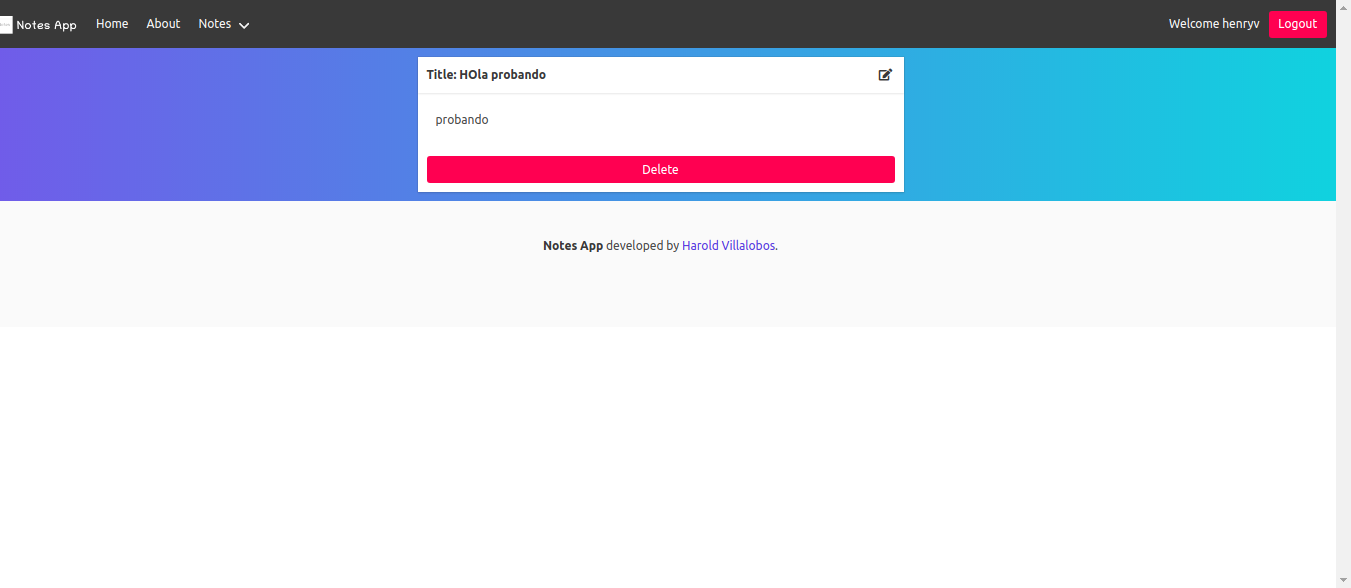 Notes App Home About Notes Welcome henryv Logout
Title: HOla probando
probando
Delete
Notes App developed by Harold Villalobos.